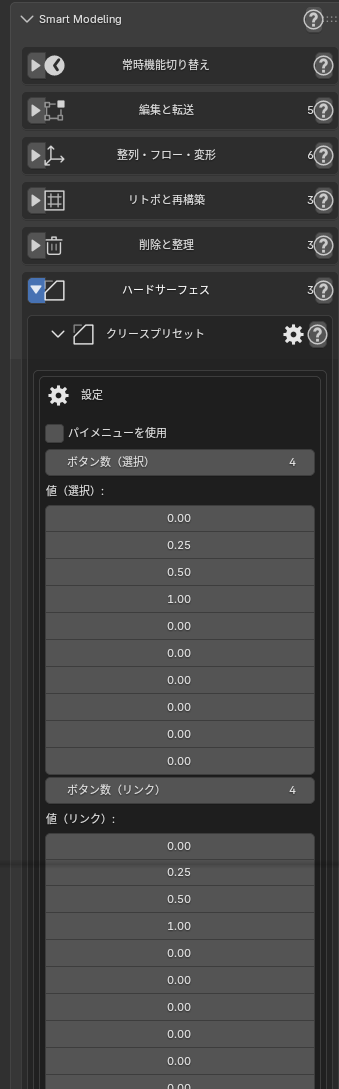 Smart Modeling
常時機能切り替え
編集と転送 5
整列・フロー・変形 6
リトポと再構築 3
削除と整理 3
ハードサーフェス 3
クリースプリセット
設定
パイメニューを使用
ボタン数（選択） 4
値（選択）:
0.00
0.25
0.50
1.00
0.00
0.00
0.00
0.00
0.00
0.00
ボタン数（リンク） 4
値（リンク）:
0.00
0.25
0.50
1.00
0.00
0.00
0.00
0.00
0.00
0.00